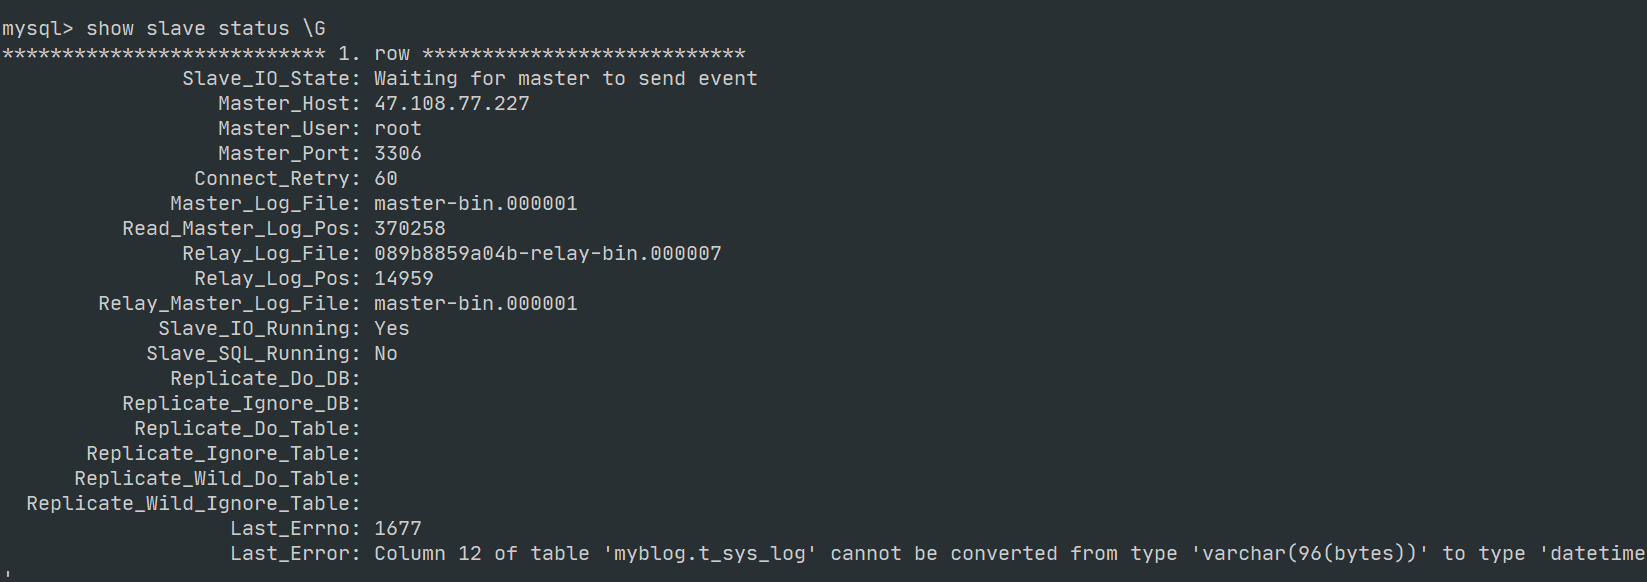 mysql> show slave status \G
*************************** 1. row ***************************
Slave_IO_State: Waiting for master to send event
Master_Host: 47.108.77.227
Master_User: root
Master_Port: 3306
Connect_Retry: 60
Master_Log_File: master-bin.000001
Read_Master_Log_Pos: 370258
Relay_Log_File: 089b8859a04b-relay-bin.000007
Relay_Log_Pos: 14959
Relay_Master_Log_File: master-bin.000001
Slave_IO_Running: Yes
Slave_SQL_Running: No
Replicate_Do_DB:
Replicate_Ignore_DB:
Replicate_Do_Table:
Replicate_Ignore_Table:
Replicate_Wild_Do_Table:
Replicate_Wild_Ignore_Table:
Last_Errno: 1677
Last_Error: Column 12 of table 'myblog.t_sys_log' cannot be converted from type 'varchar(96(bytes))' to type 'datetime
'